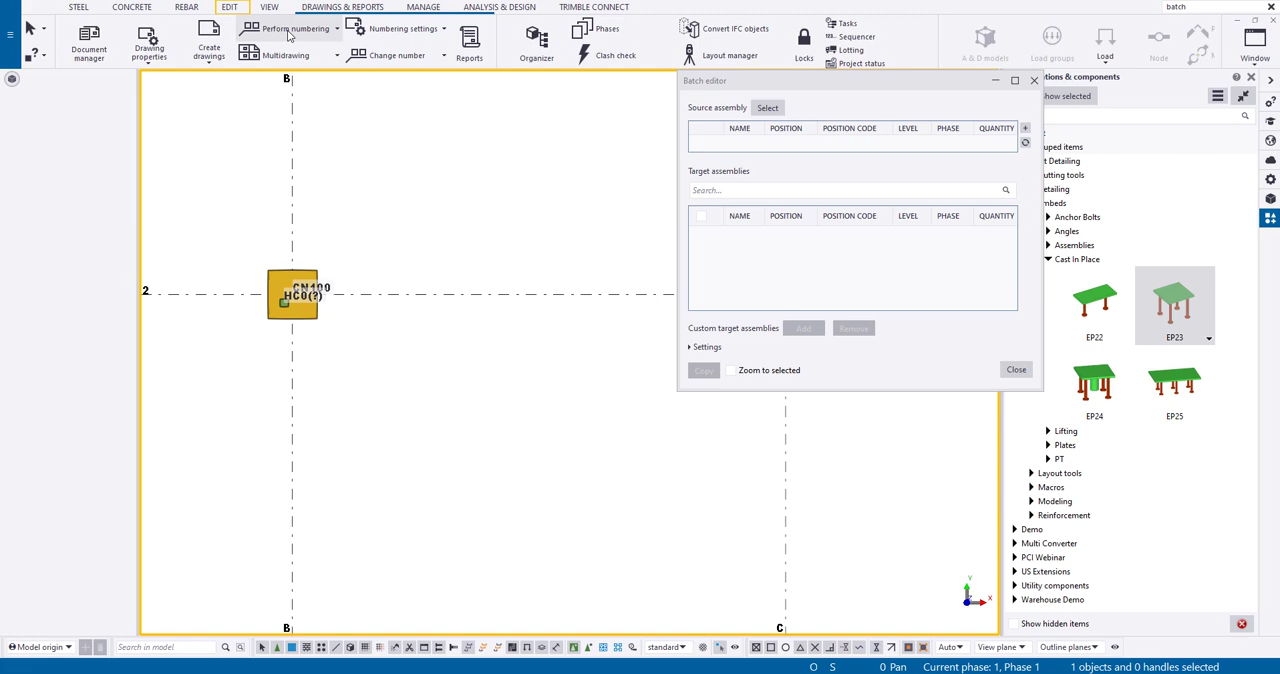 STEEL CONCRETE REBAR EDIT VIEW DRAWINGS & REPORTS MANAGE ANALYSIS & DESIGN TRIMBLE CONNECT batch
Document manager
Drawing properties
Create drawings
Perform numbering
Multidrawing
Numbering settings
Change number
Reports
Phases
Clash check
Organizer
Convert IFC objects
Layout manager
Locks
Tasks
Sequencer
Lotting
Project status
A & D models
Load groups
Load
Node
Window
Batch editor
Source assembly Select
NAME POSITION POSITION CODE LEVEL PHASE QUANTITY
Target assemblies
Search...
NAME POSITION POSITION CODE LEVEL PHASE QUANTITY
Custom target assemblies Add Remove
Settings
Copy Zoom to selected Close
B
2
CN100
HC0(?)
B
C
Y
X
tions & components
how selected
uped items
t Detailing
utting tools
etailing
mbeds
Anchor Bolts
Angles
Assemblies
Cast In Place
EP22 EP23
EP24 EP25
Lifting
Plates
PT
Layout tools
Macros
Modeling
Reinforcement
Demo
Multi Converter
PCI Webinar
US Extensions
Utility components
Warehouse Demo
Show hidden items
Model origin Search in model standard Auto View plane Outline planes
O S 0 Pan Current phase: 1, Phase 1 1 objects and 0 handles selected